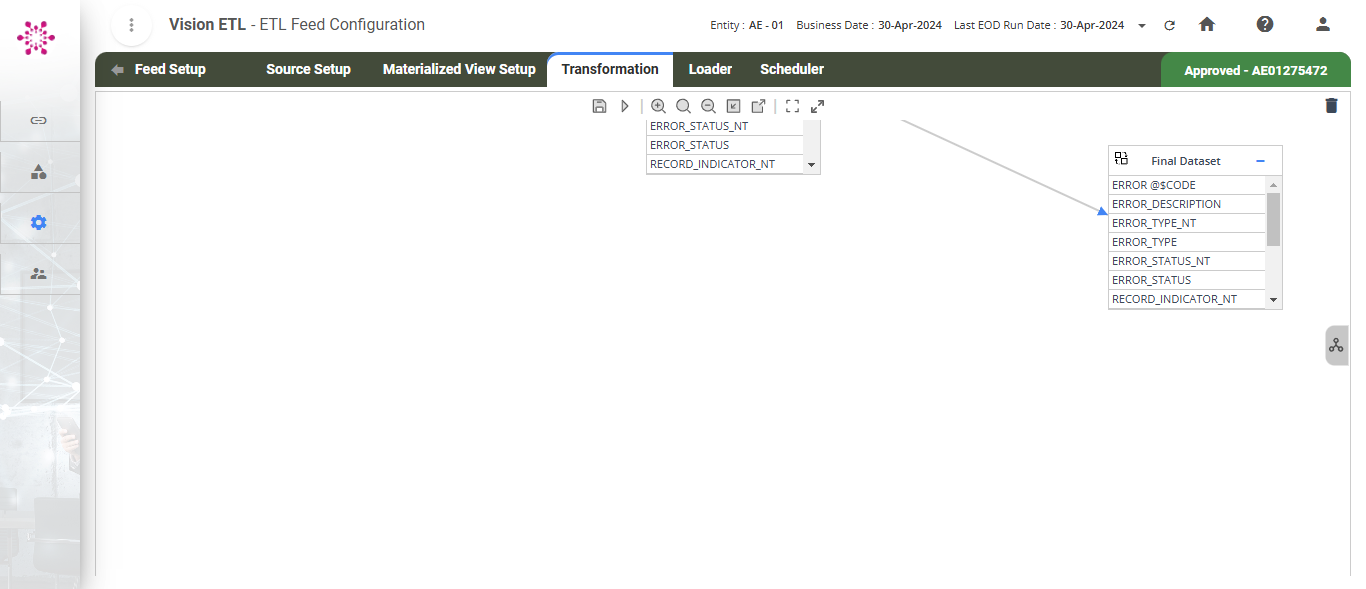 Vision ETL - ETL Feed Configuration
Entity : AE - 01 Business Date : 30-Apr-2024 Last EOD Run Date : 30-Apr-2024
Feed Setup Source Setup Materialized View Setup Transformation Loader Scheduler Approved - AE01275472
ERROR_STATUS_NT
ERROR_STATUS
RECORD_INDICATOR_NT
Final Dataset
ERROR @$CODE
ERROR_DESCRIPTION
ERROR_TYPE_NT
ERROR_TYPE
ERROR_STATUS_NT
ERROR_STATUS
RECORD_INDICATOR_NT